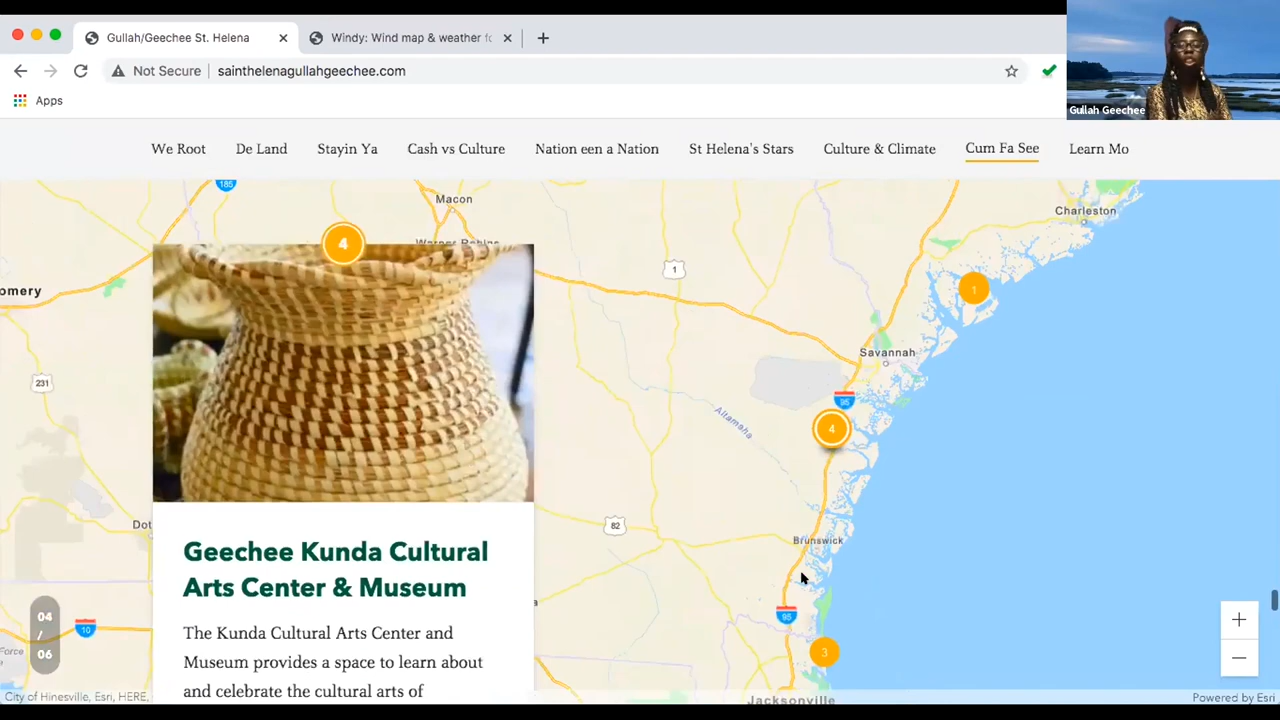 Gullah/Geechee St. Helena
Windy: Wind map & weather fo
Not Secure
sainthelenagullahgeechee.com
Apps
Gullah Geechee
We Root
De Land
Stayin Ya
Cash vs Culture
Nation een a Nation
St Helena's Stars
Culture & Climate
Cum Fa See
Learn Mo
185
Macon
Charleston
4
Warner Robins
1
1
omery
Savannah
231
95
4
Altamaha
82
Dot
Brunswick
Geechee Kunda Cultural
Arts Center & Museum
04
/
06
10
95
The Kunda Cultural Arts Center and
Museum provides a space to learn about
and celebrate the cultural arts of
Force
a
3
City of Hinesville, Esri, HERE,
Jacksonville
Powered by Esri